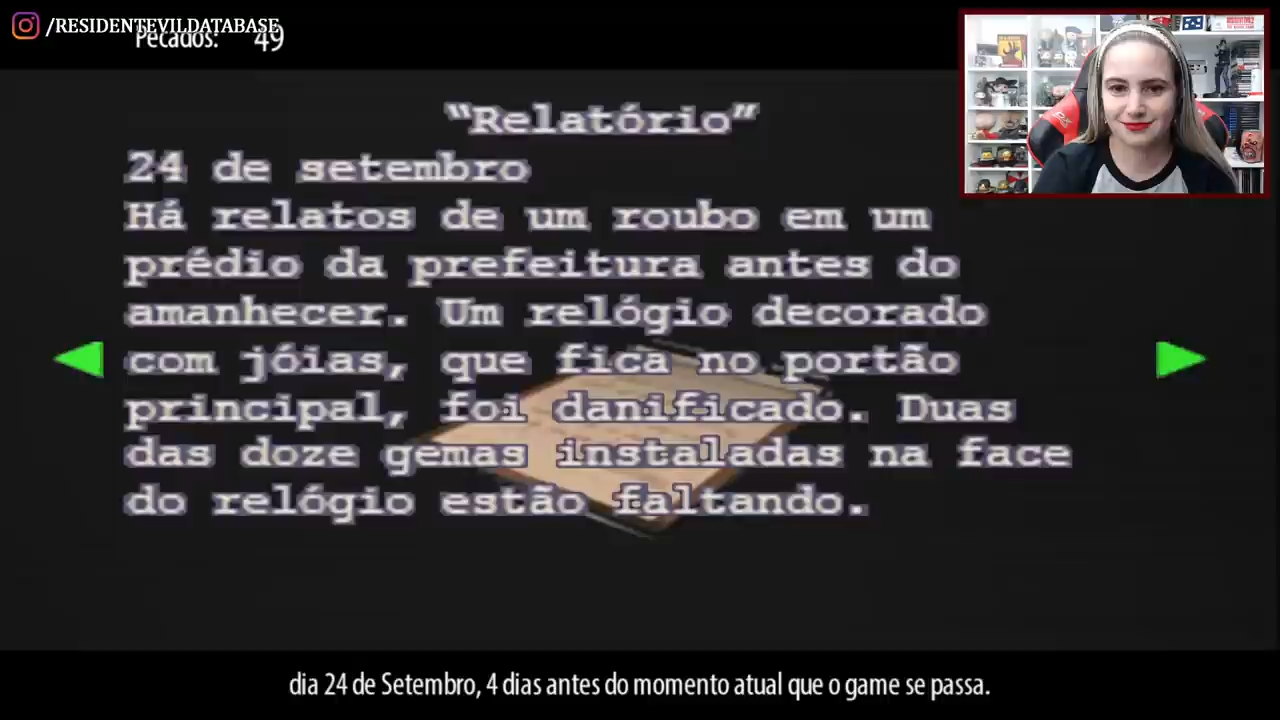 /RESIDENTEVILDATABASE
Pecados: 49
"Relatório"
24 de setembro
Há relatos de um roubo em um
prédio da prefeitura antes do
amanhecer. Um relógio decorado
com jóias, que fica no portão
principal, foi danificado. Duas
das doze gemas instaladas na face
do relógio estão faltando.
dia 24 de Setembro, 4 dias antes do momento atual que o game se passa.